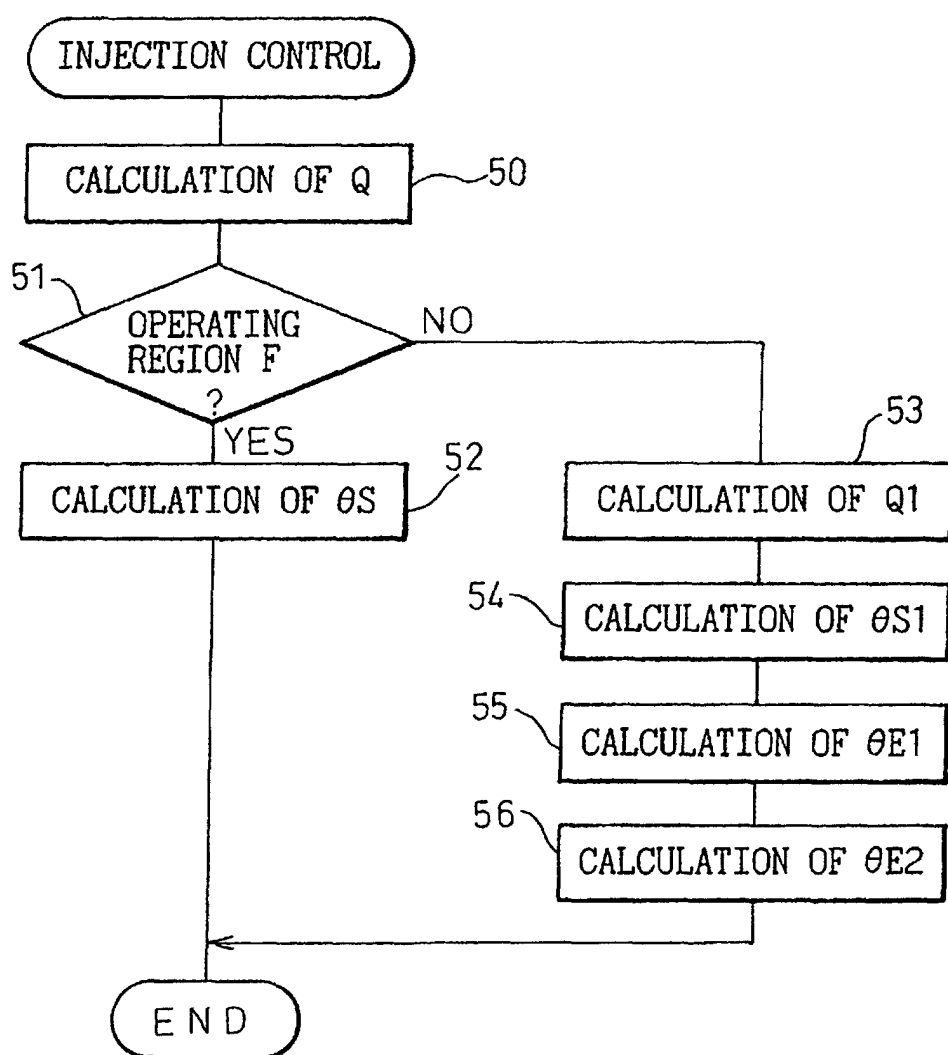 INJECTION CONTROL
CALCULATION OF Q
50
51
OPERATING
REGION F
?
NO
YES
CALCULATION OF θS
52
53
CALCULATION OF Q1
54
CALCULATION OF θS1
55
CALCULATION OF θE1
56
CALCULATION OF θE2
END